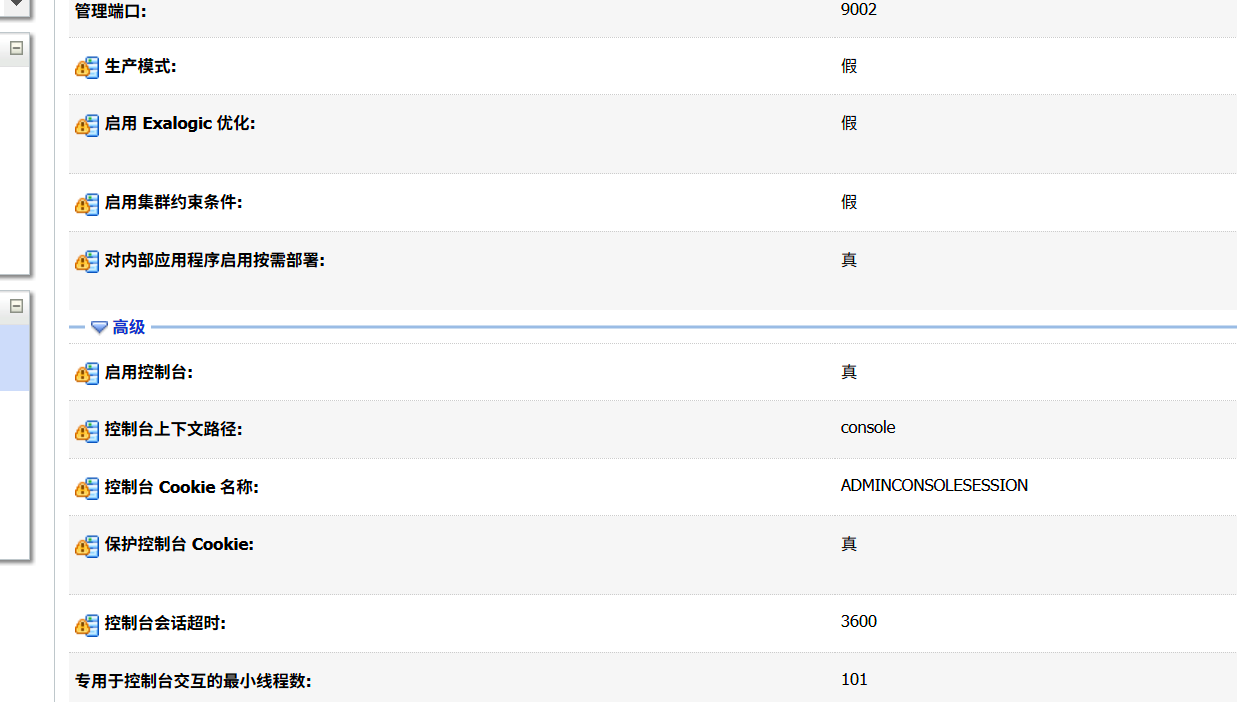 管理端口: 9002
生产模式: 假
启用 Exalogic 优化: 假
启用集群约束条件: 假
对内部应用程序启用按需部署: 真
高级
启用控制台: 真
控制台上下文路径: console
控制台 Cookie 名称: ADMINCONSOLESESSION
保护控制台 Cookie: 真
控制台会话超时: 3600
专用于控制台交互的最小线程数: 101